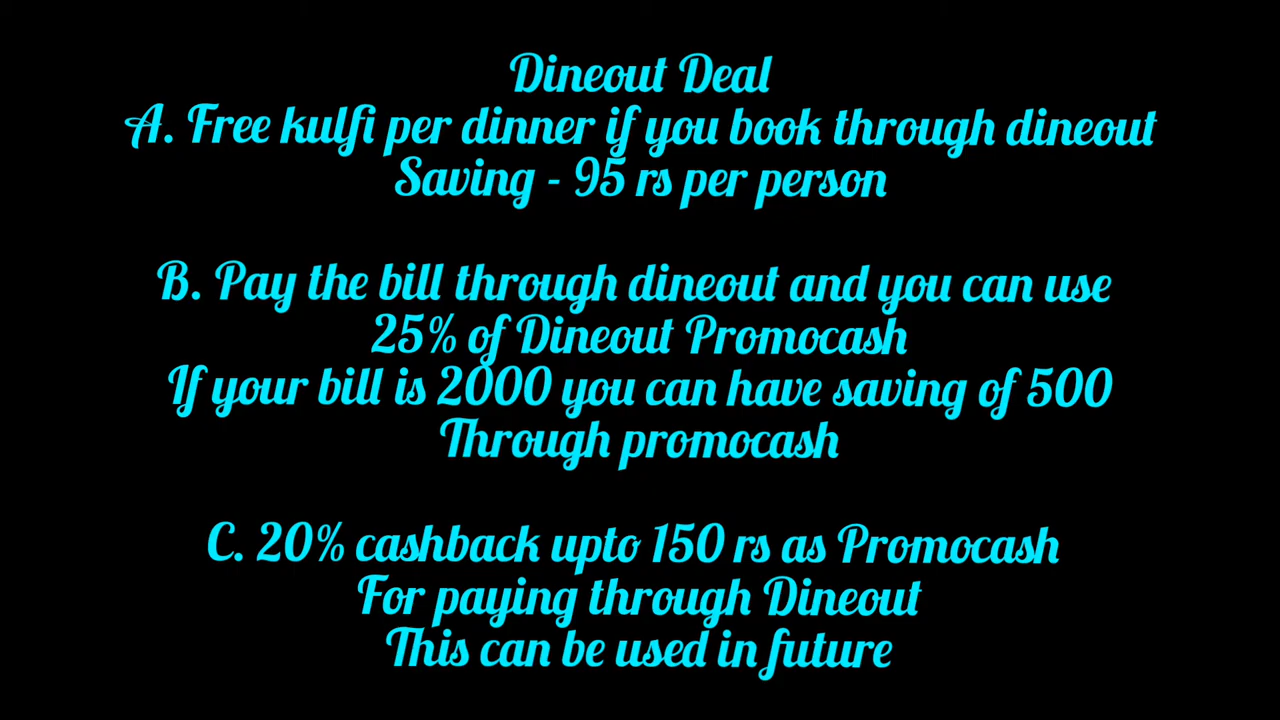 Dineout Deal
A. Free kulfi per dinner if you book through dineout
Saving - 95 rs per person
B. Pay the bill through dineout and you can use
25% of Dineout Promocash
If your bill is 2000 you can have saving of 500
Through promocash
C. 20% cashback upto 150 rs as Promocash
For paying through Dineout
This can be used in future